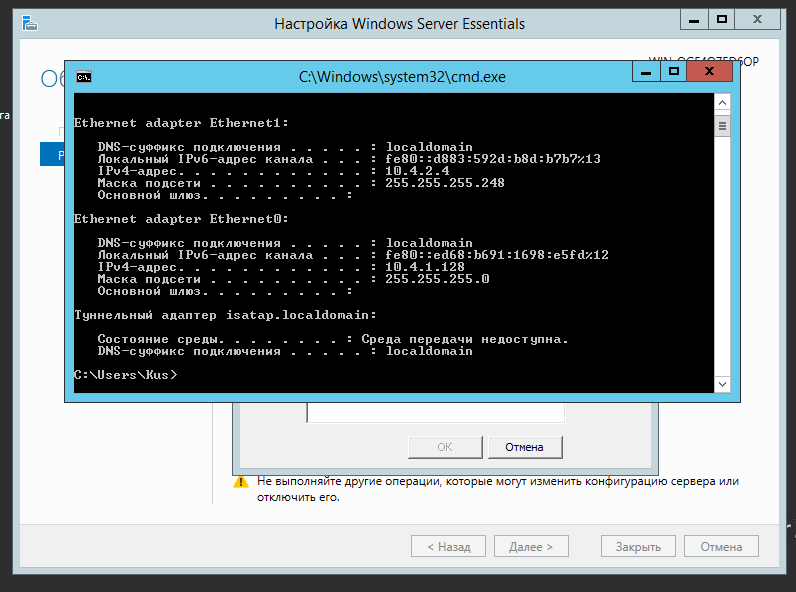 Настройка Windows Server Essentials
C:\Windows\system32\cmd.exe
Ethernet adapter Ethernet1:
DNS-суффикс подключения . . . . . : localdomain
Локальный IPv6-адрес канала . . . : fe80::d883:592d:b8d:b7b7%13
IPv4-адрес. . . . . . . . . . . . : 10.4.2.4
Маска подсети . . . . . . . . . . : 255.255.255.248
Основной шлюз. . . . . . . . . :
Ethernet adapter Ethernet0:
DNS-суффикс подключения . . . . . : localdomain
Локальный IPv6-адрес канала . . . : fe80::ed68:b691:1698:e5fd%12
IPv4-адрес. . . . . . . . . . . . : 10.4.1.128
Маска подсети . . . . . . . . . . : 255.255.255.0
Основной шлюз. . . . . . . . . :
Туннельный адаптер isatap.localdomain:
Состояние среды. . . . . . . . : Среда передачи недоступна.
DNS-суффикс подключения . . . . . : localdomain
C:\Users\Kus>
ОК
Отмена
Не выполняйте другие операции, которые могут изменить конфигурацию сервера или
отключить его.
< Назад
Далее >
Закрыть
Отмена